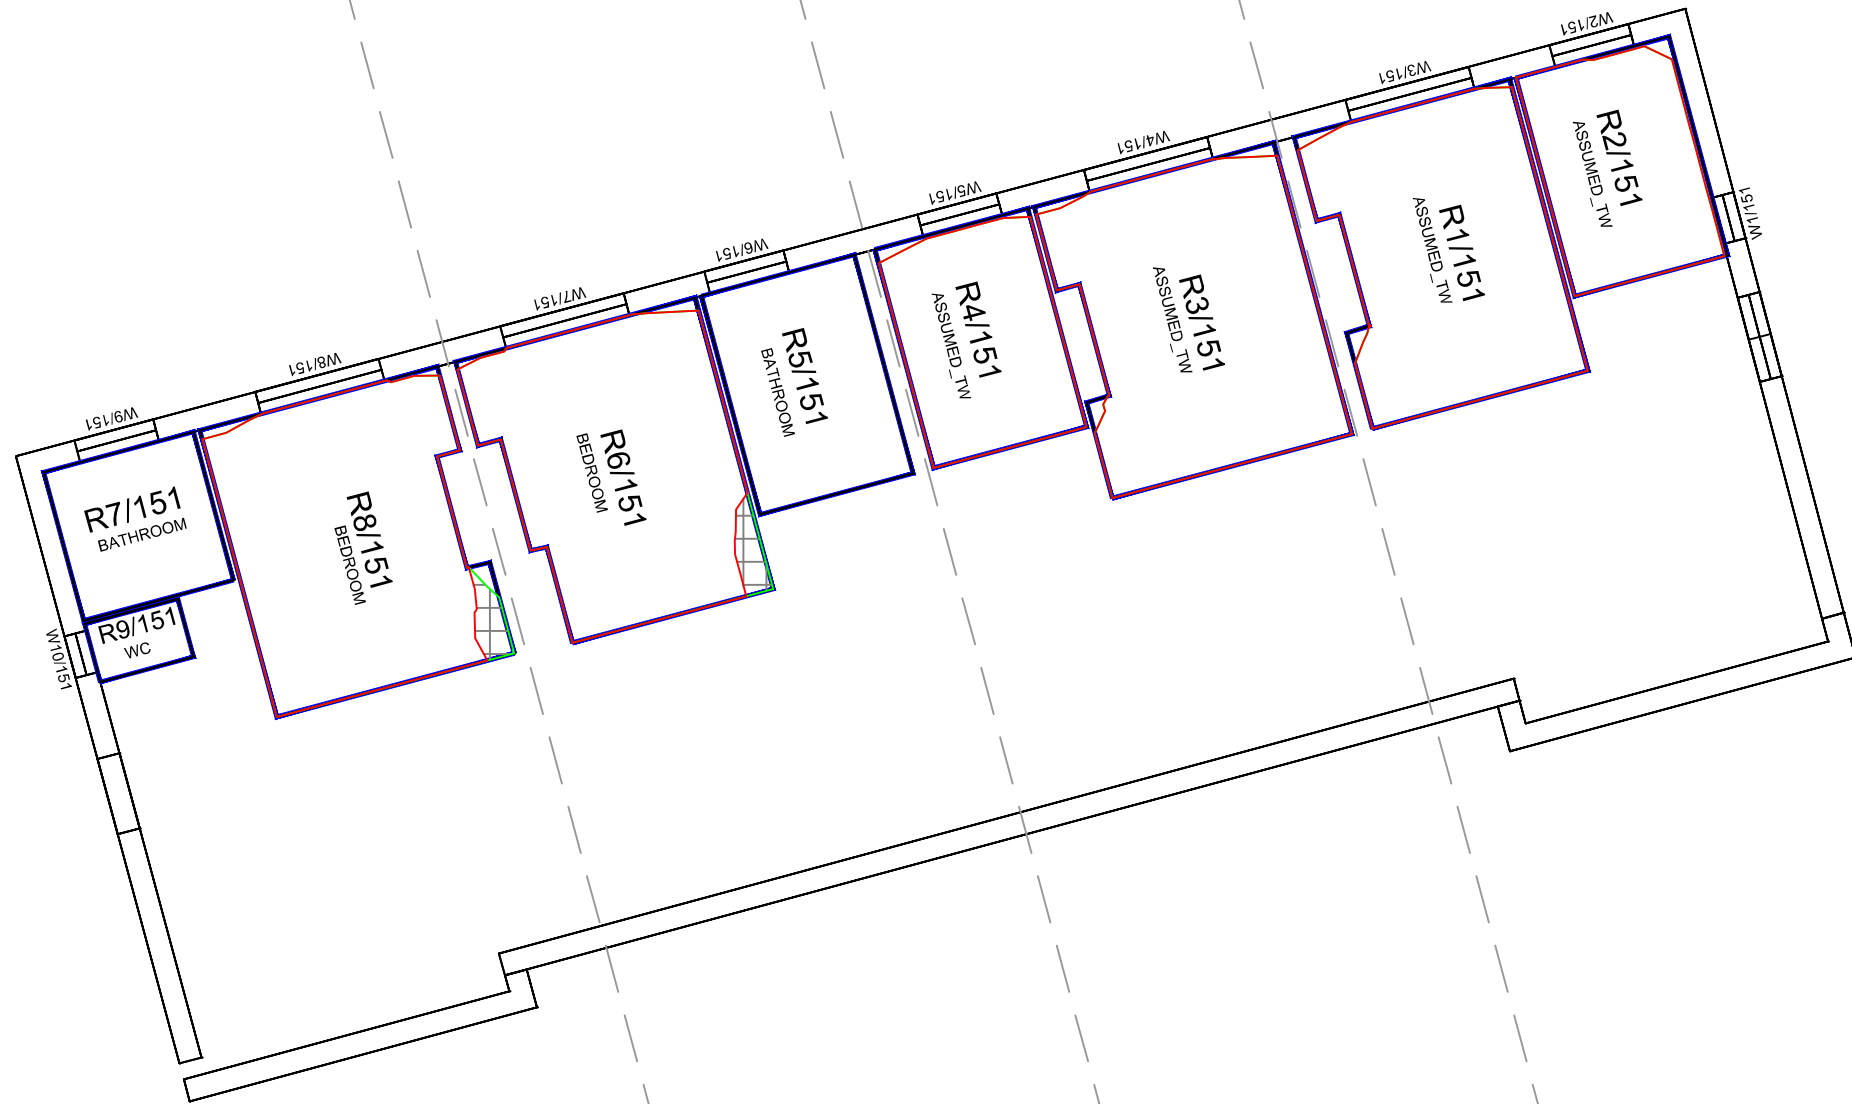 W9/151
W8/151
W7/151
W6/151
W5/151
W4/151
W3/151
W2/151
W1/151
W10/151
R7/151
BATHROOM
R9/151
WC
R8/151
BEDROOM
R6/151
BEDROOM
R5/151
BATHROOM
R4/151
ASSUMED_TW
R3/151
ASSUMED_TW
R1/151
ASSUMED_TW
R2/151
ASSUMED_TW